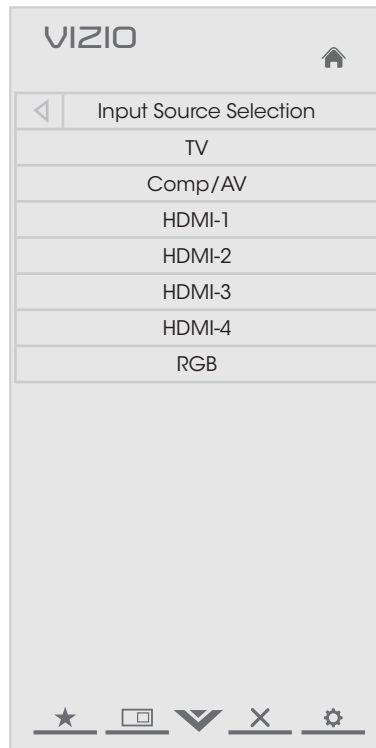 VIZIO
Input Source Selection
TV
Comp/AV
HDMI-1
HDMI-2
HDMI-3
HDMI-4
RGB